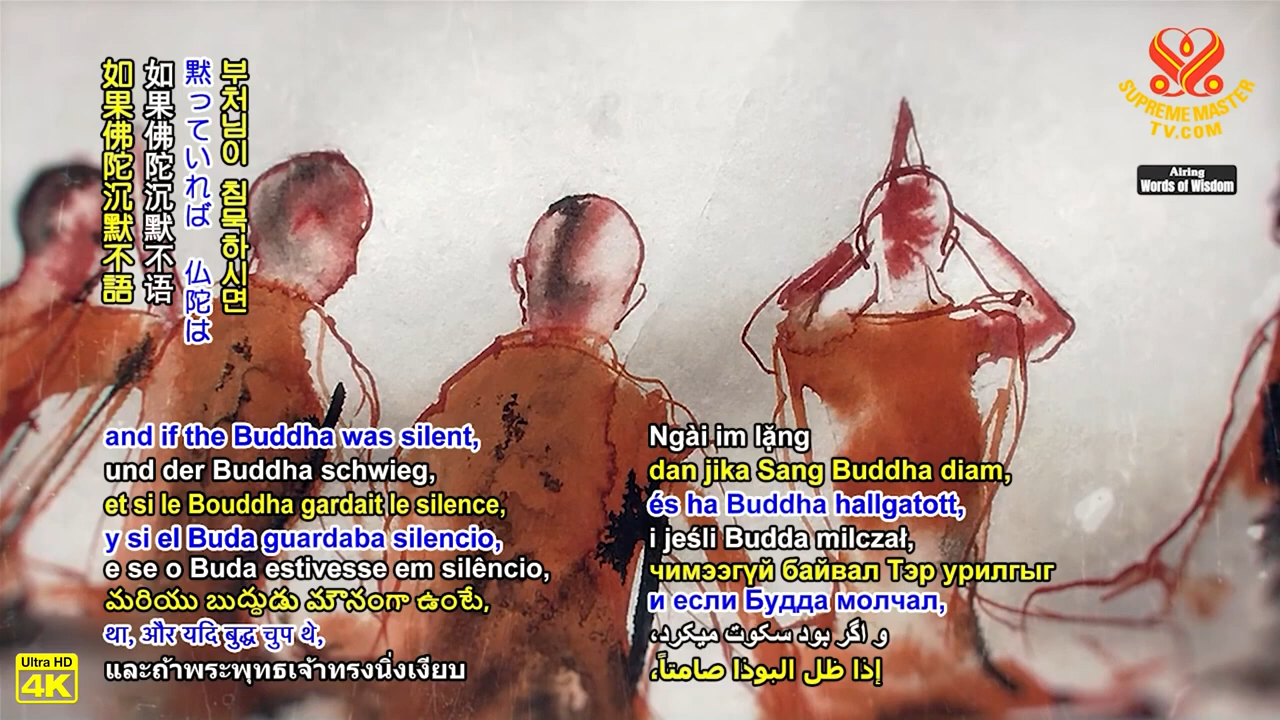 부처님이 침묵하시면
黙っていれば 仏陀は
如果佛陀沉默不语
如果佛陀沉默不語
SUPREME MASTER
TV.COM
Airing
Words of Wisdom
and if the Buddha was silent,
und der Buddha schwieg,
et si le Bouddha gardait le silence,
y si el Buda guardaba silencio,
e se o Buda estivesse em silêncio,
మరియు బుద్ధుడు మౌనంగా ఉంటే,
था, और यदि बुद्ध चुप थे,
และถ้าพระพุทธเจ้าทรงนิ่งเงียบ
Ngài im lặng
dan jika Sang Buddha diam,
és ha Buddha hallgatott,
i jeśli Budda milczał,
чимээгүй байвал Тэр урилгыг
и если Будда молчал,
و اگر بود سکوت میکرد،
إذا ظل البوذا صامتاً،
Ultra HD
4K